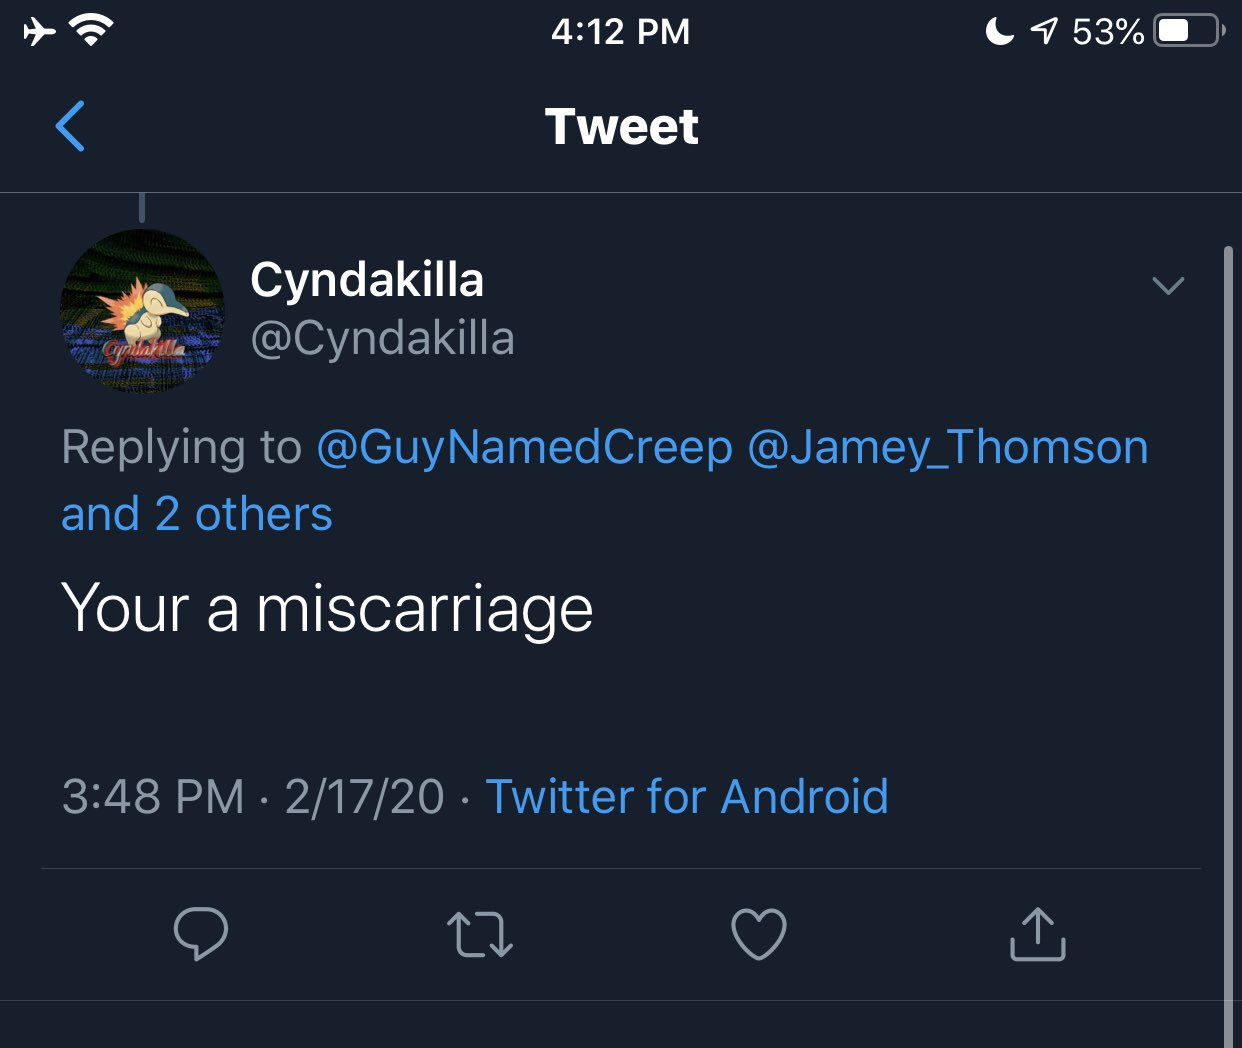 4:12 PM 53%
Tweet
Cyndakilla
@Cyndakilla
Cyndakilla
Replying to @GuyNamedCreep @Jamey_Thomson
and 2 others
Your a miscarriage
3:48 PM · 2/17/20 · Twitter for Android